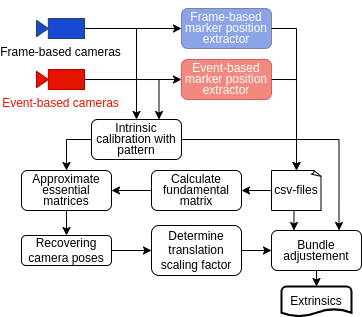 Frame-based
marker position
extractor
Frame-based cameras
Event-based
marker position
extractor
Event-based cameras
Intrinsic
calibration with
pattern
Approximate
essential
matrices
Calculate
fundamental
matrix
csv-files
Recovering
camera poses
Determine
translation
scaling factor
Bundle
adjustement
Extrinsics